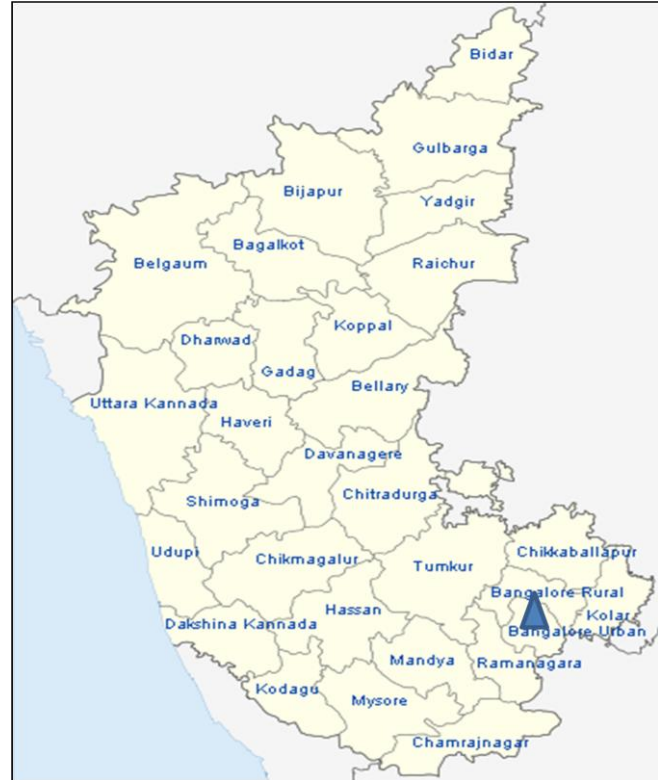 Bidar
Gulbarga
Bijapur
Yadgir
Bagalkot
Belgaum
Raichur
Koppal
Dharwad
Gadag
Bellary
Uttara Kannada
Haveri
Davanagere
Chitradurga
Shimoga
Udupi
Chikmagalur
Tumkur
Chikkaballapur
Bangalore Rural
Hassan
Kolar
Dakshina Kannada
Bangalore Urban
Mandya
Ramanagara
Kodagu
Mysore
Chamrajnagar